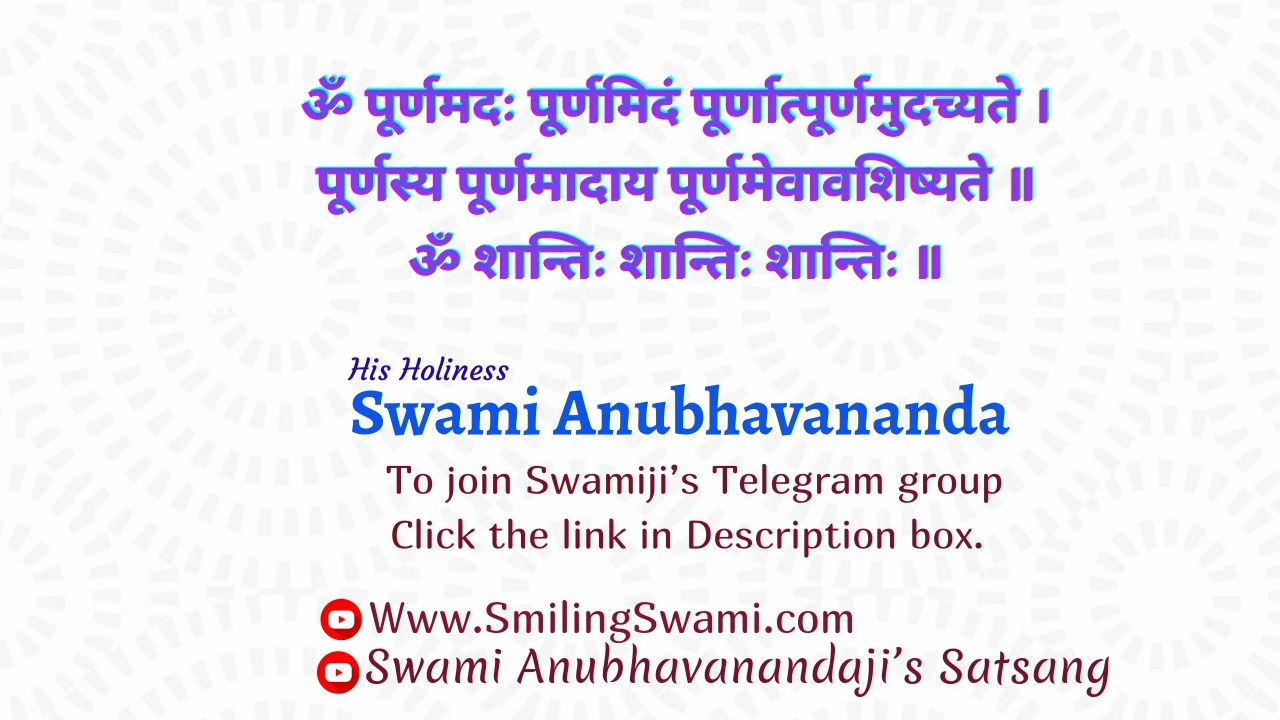 ॐ पूर्णमदः पूर्णमिदं पूर्णात्पूर्णमुदच्यते ।
पूर्णस्य पूर्णमादाय पूर्णमेवावशिष्यते ॥
ॐ शान्तिः शान्तिः शान्तिः ॥
His Holiness
Swami Anubhavananda
To join Swamiji's Telegram group
Click the link in Description box.
Www.SmilingSwami.com
Swami Anubhavanandaji's Satsang